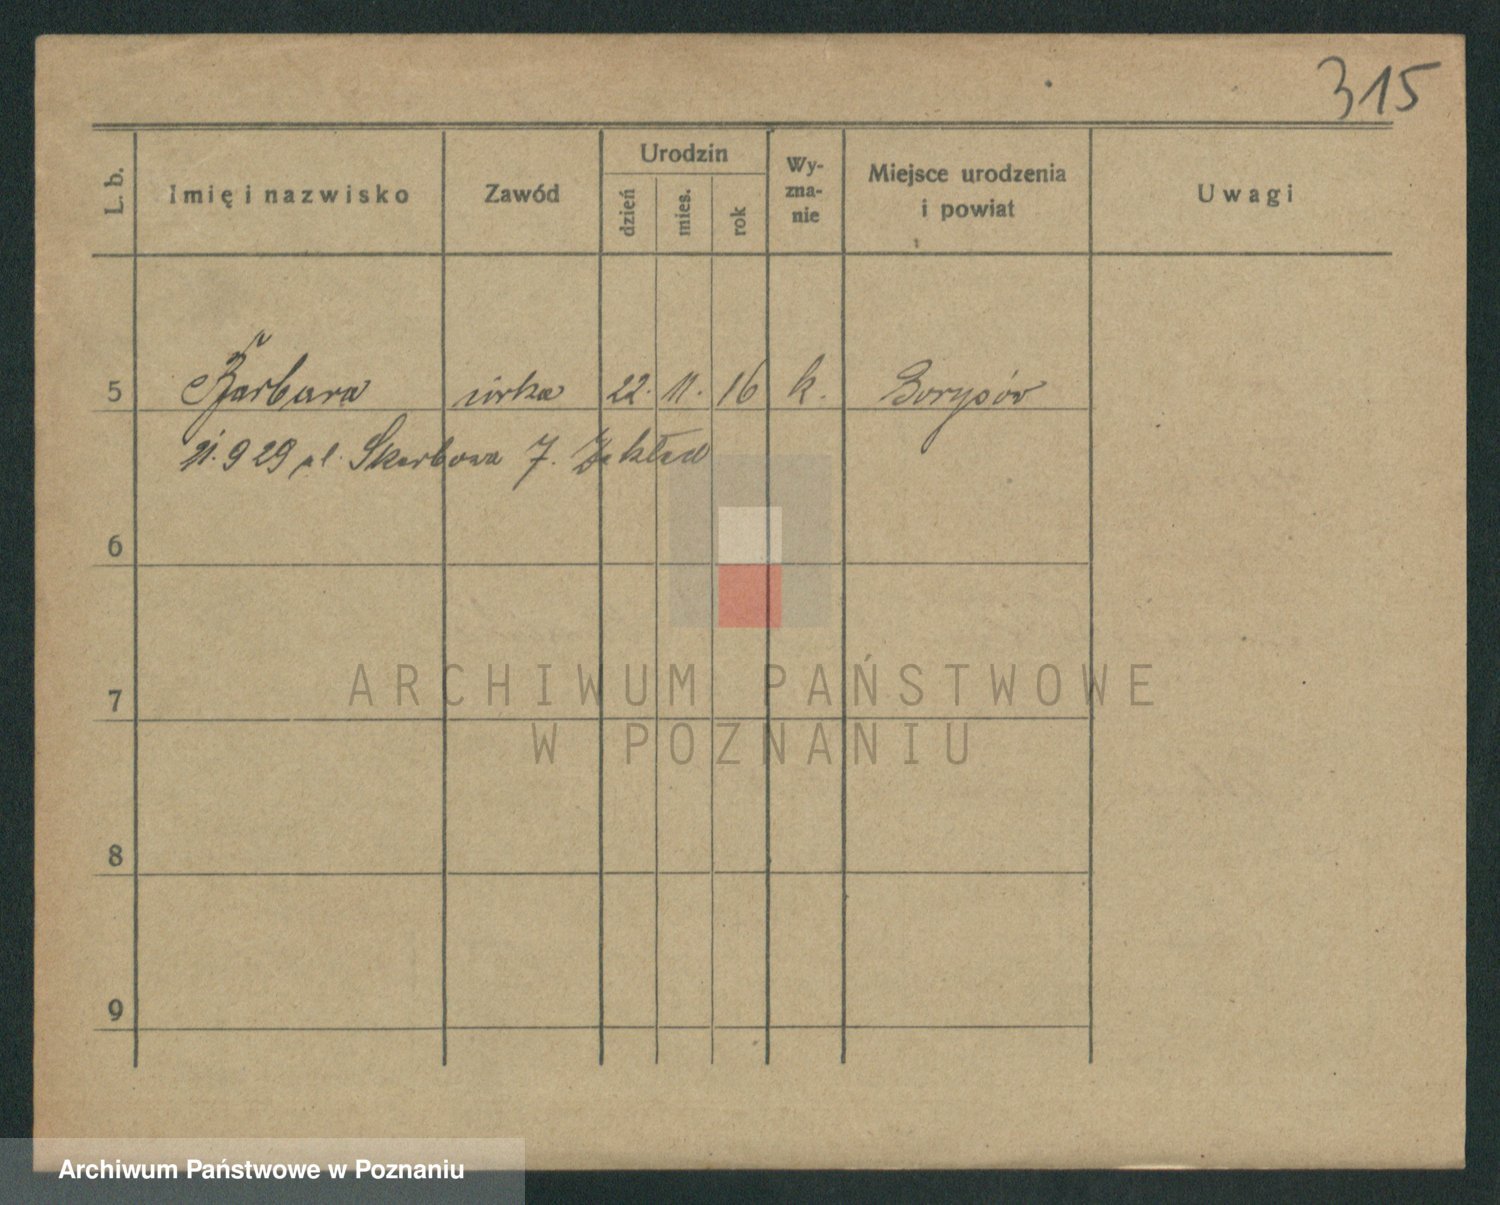 315
L. b.
Imię i nazwisko
Zawód
Urodzin
dzień
mies.
rok
Wy-
zna-
nie
Miejsce urodzenia
i powiat
Uwagi
5 Barbara córka 22. 11. 16 k. Borysów
21.9 29 pl. Skarbowa 7. Zakład
6
7
8
9
ARCHIWUM PAŃSTWOWE
W POZNANIU
Archiwum Państwowe w Poznaniu